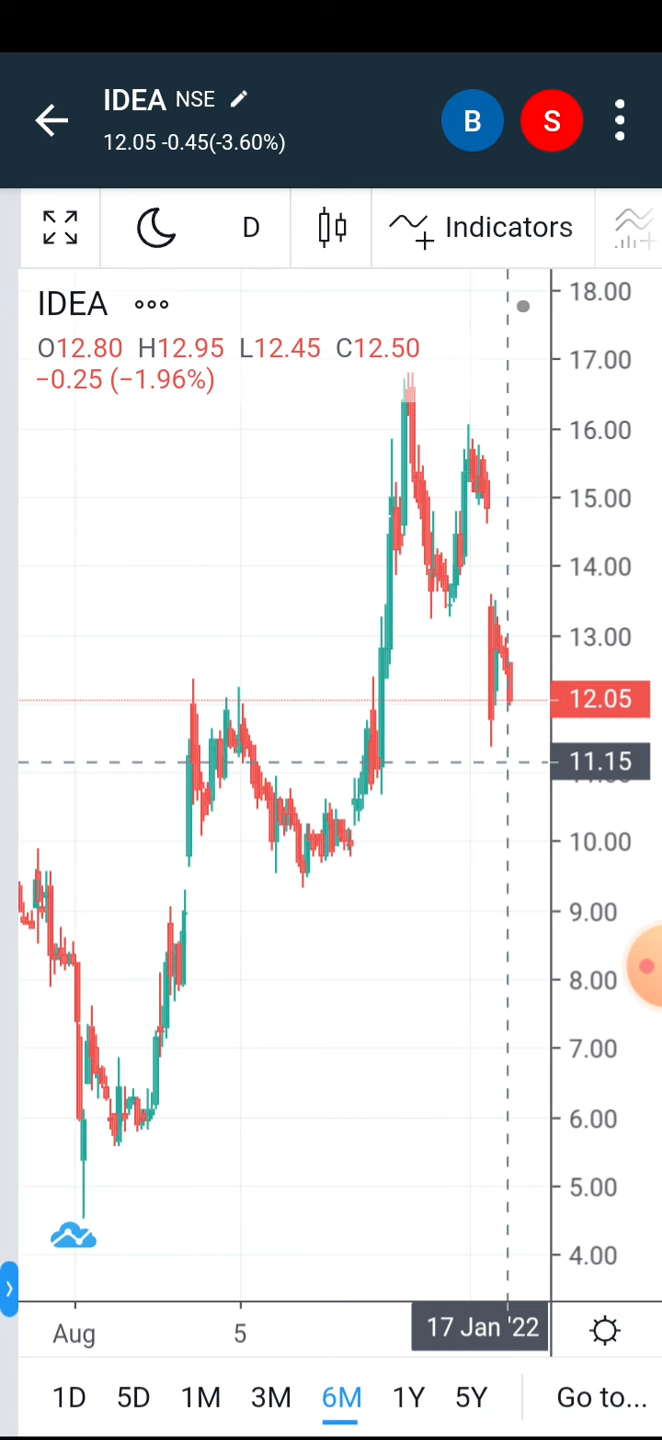 IDEA NSE
12.05 -0.45(-3.60%)
B
S
D
Indicators
IDEA
O12.80 H12.95 L12.45 C12.50
−0.25 (−1.96%)
18.00
17.00
16.00
15.00
14.00
13.00
12.05
11.15
10.00
9.00
8.00
7.00
6.00
5.00
4.00
Aug 5 17 Jan '22
1D 5D 1M 3M 6M 1Y 5Y Go to...